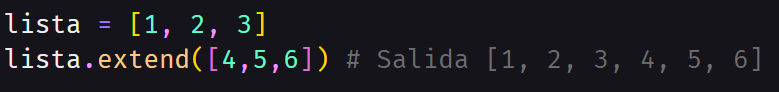 lista = [1, 2, 3]
lista.extend([4,5,6]) # Salida [1, 2, 3, 4, 5, 6]